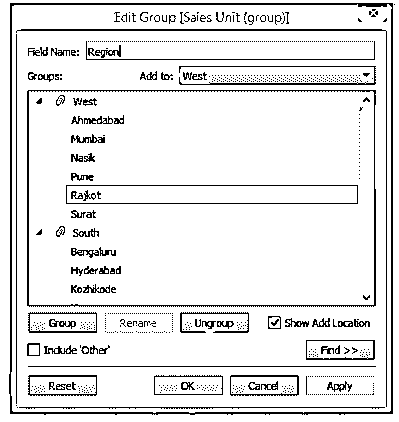 Edit Group [Sales Unit (group)]
Field Name: Region
Groups: Add to: West
West
Ahmedabad
Mumbai
Nasik
Pune
Rajkot
Surat
South
Bengaluru
Hyderabad
Kozhikode
Group Rename Ungroup Show Add Location
Include 'Other' Find >>
Reset OK Cancel Apply